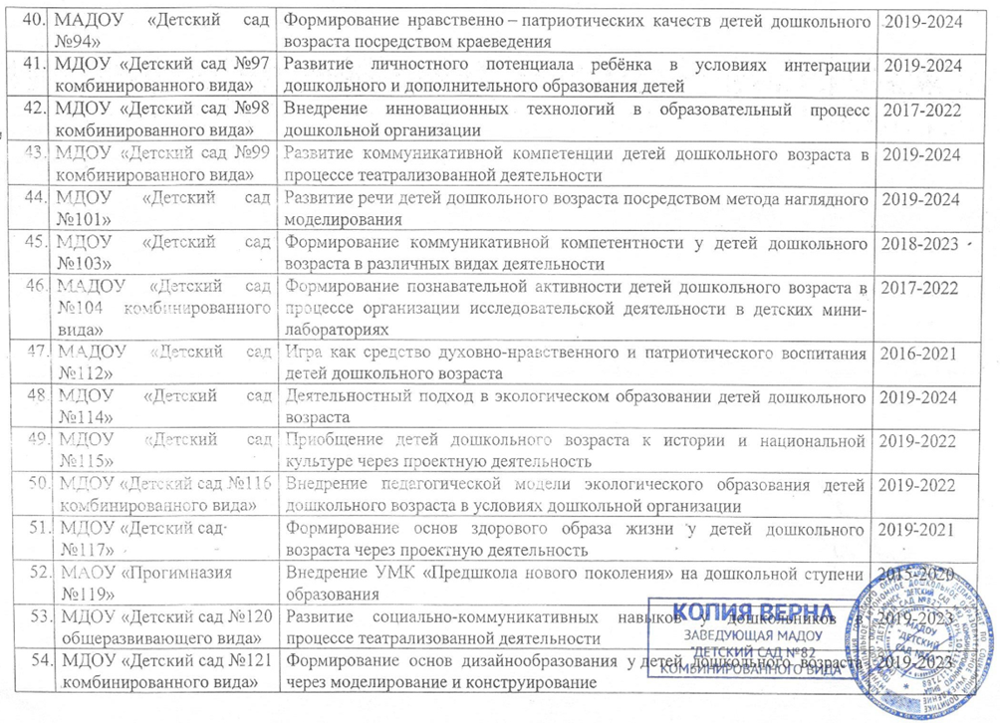 40. МАДОУ «Детский сад Формирование нравственно – патриотических качеств детей дошкольного 2019-2024
№94» возраста посредством краеведения
41. МДОУ «Детский сад №97 Развитие личностного потенциала ребёнка в условиях интеграции 2019-2024
комбинированного вида» дошкольного и дополнительного образования детей
42. МДОУ «Детский сад №98 Внедрение инновационных технологий в образовательный процесс 2017-2022
комбинированного вида» дошкольной организации
43. МДОУ «Детский сад №99 Развитие коммуникативной компетенции детей дошкольного возраста в 2019-2024
комбинированного вида» процессе театрализованной деятельности
44. МДОУ «Детский сад Развитие речи детей дошкольного возраста посредством метода наглядного 2019-2024
№101» моделирования
45. МДОУ «Детский сад Формирование коммуникативной компетентности у детей дошкольного 2018-2023
№103» возраста в различных видах деятельности
46. МАДОУ «Детский сад Формирование познавательной активности детей дошкольного возраста в 2017-2022
№104 комбинированного процессе организации исследовательской деятельности в детских мини-
вида» лабораториях
47. МАДОУ «Детский сад Игра как средство духовно-нравственного и патриотического воспитания 2016-2021
№112» детей дошкольного возраста
48. МДОУ «Детский сад Деятельностный подход в экологическом образовании детей дошкольного 2019-2024
№114» возраста
49. МДОУ «Детский сад Приобщение детей дошкольного возраста к истории и национальной 2019-2022
№115» культуре через проектную деятельность
50. МДОУ «Детский сад №116 Внедрение педагогической модели экологического образования детей 2019-2022
комбинированного вида» дошкольного возраста в условиях дошкольной организации
51. МДОУ «Детский сад Формирование основ здорового образа жизни у детей дошкольного 2019-2021
№117» возраста через проектную деятельность
52. МАОУ «Прогимназия Внедрение УМК «Предшкола нового поколения» на дошкольной ступени 2015-2020
№119» образования
53. МДОУ «Детский сад №120 Развитие социально-коммуникативных навыков у дошкольников в 2019-2023
общеразвивающего вида» процессе театрализованной деятельности
54. МДОУ «Детский сад №121 Формирование основ дизайнобразования у детей дошкольного возраста 2019-2023
комбинированного вида» через моделирование и конструирование
КОПИЯ ВЕРНА
ЗАВЕДУЮЩАЯ МАДОУ
"ДЕТСКИЙ САД №82
КОМБИНИРОВАННОГО ВИДА"
МАДОУ
"ДЕТСКИЙ